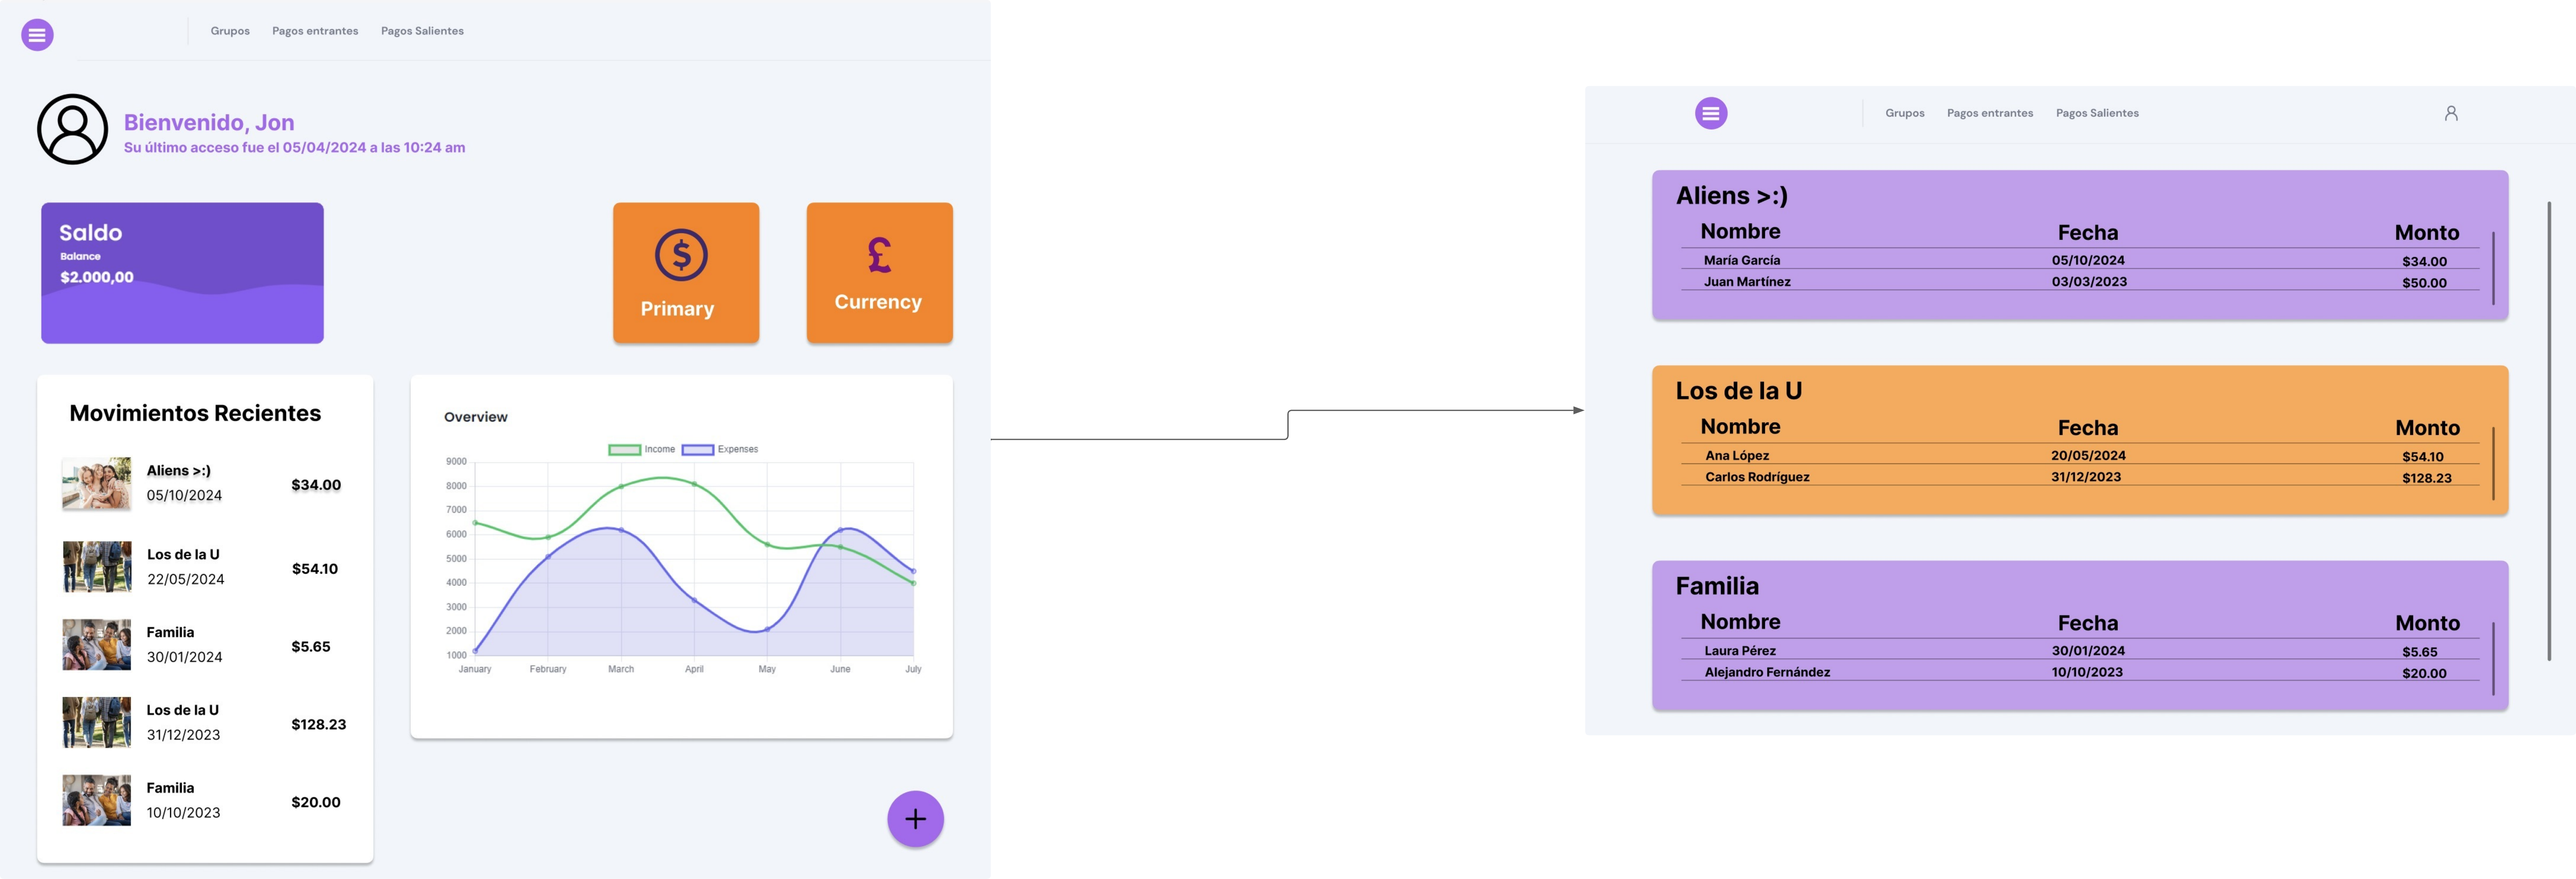 Grupos Pagos entrantes Pagos Salientes
Bienvenido, Jon
Su último acceso fue el 05/04/2024 a las 10:24 am
Saldo
Balance
$2.000,00
$
Primary
£
Currency
Movimientos Recientes
Aliens >:)
05/10/2024
$34.00
Los de la U
22/05/2024
$54.10
Familia
30/01/2024
$5.65
Los de la U
31/12/2023
$128.23
Familia
10/10/2023
$20.00
Overview
Income Expenses
9000
8000
7000
6000
5000
4000
3000
2000
1000
January February March April May June July
+
Grupos Pagos entrantes Pagos Salientes
Aliens >:)
Nombre Fecha Monto
María García 05/10/2024 $34.00
Juan Martínez 03/03/2023 $50.00
Los de la U
Nombre Fecha Monto
Ana López 20/05/2024 $54.10
Carlos Rodríguez 31/12/2023 $128.23
Familia
Nombre Fecha Monto
Laura Pérez 30/01/2024 $5.65
Alejandro Fernández 10/10/2023 $20.00